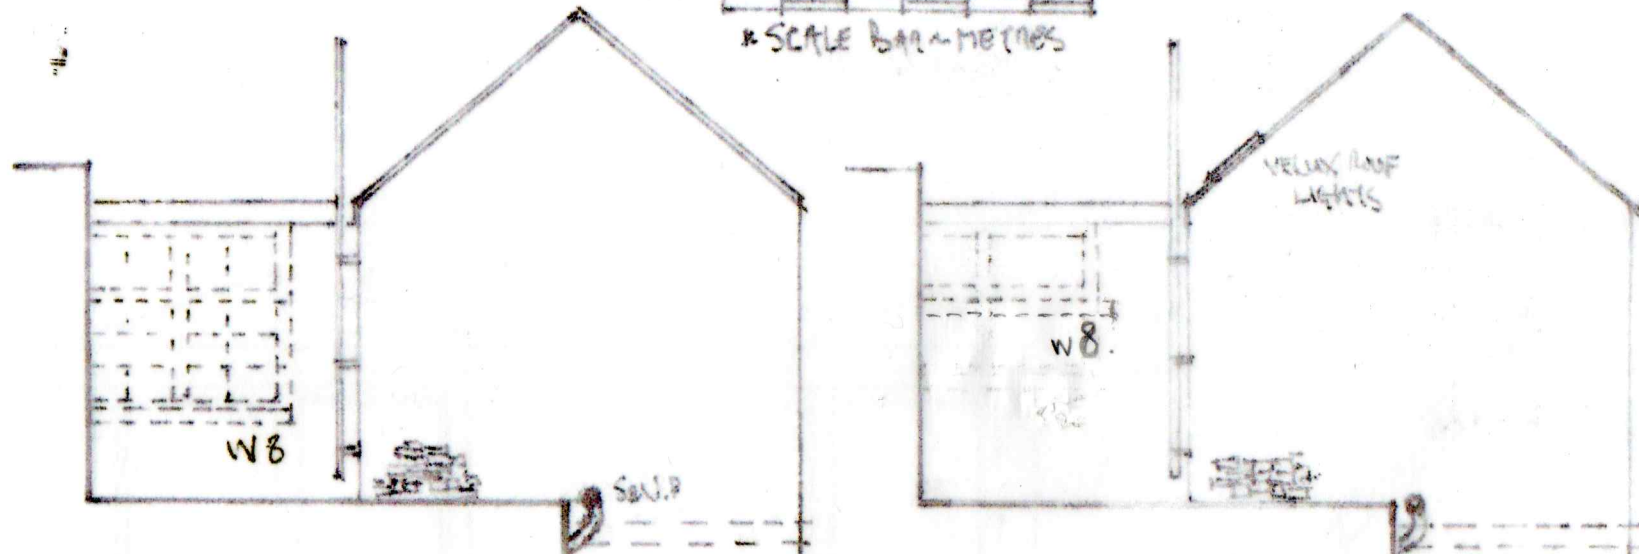 * SCALE BAR ~ METRES
VELUX ROOF
LIGHTS
W8
W8.